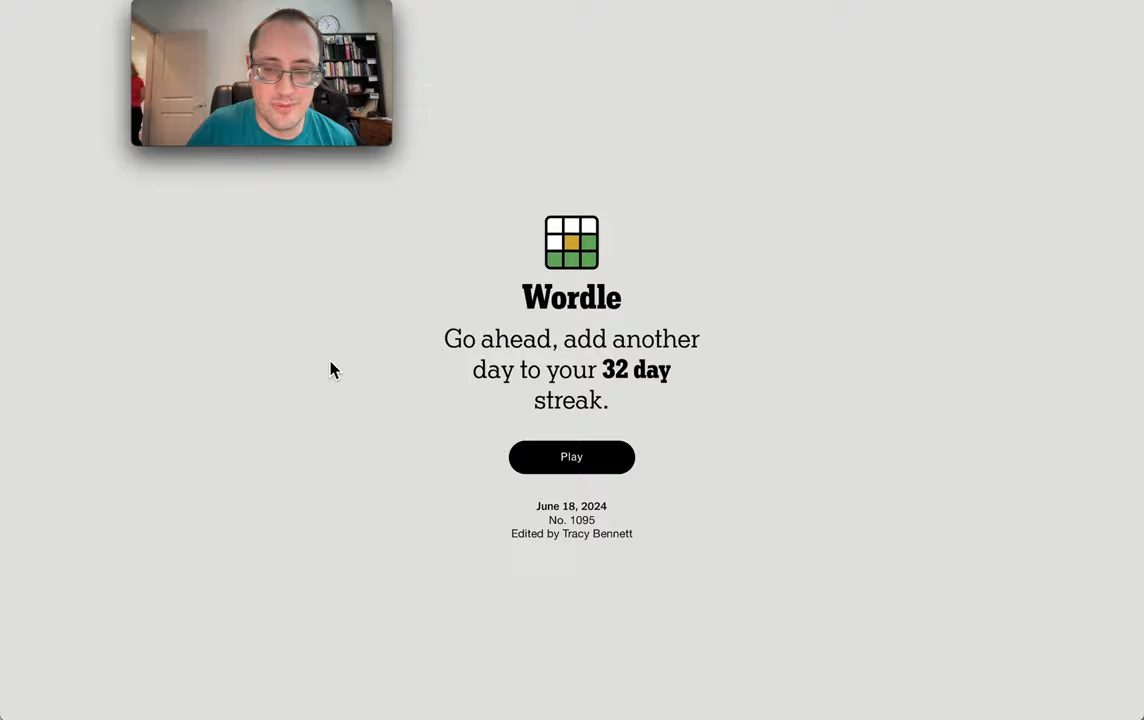 Wordle
Go ahead, add another
day to your 32 day
streak.
Play
June 18, 2024
No. 1095
Edited by Tracy Bennett